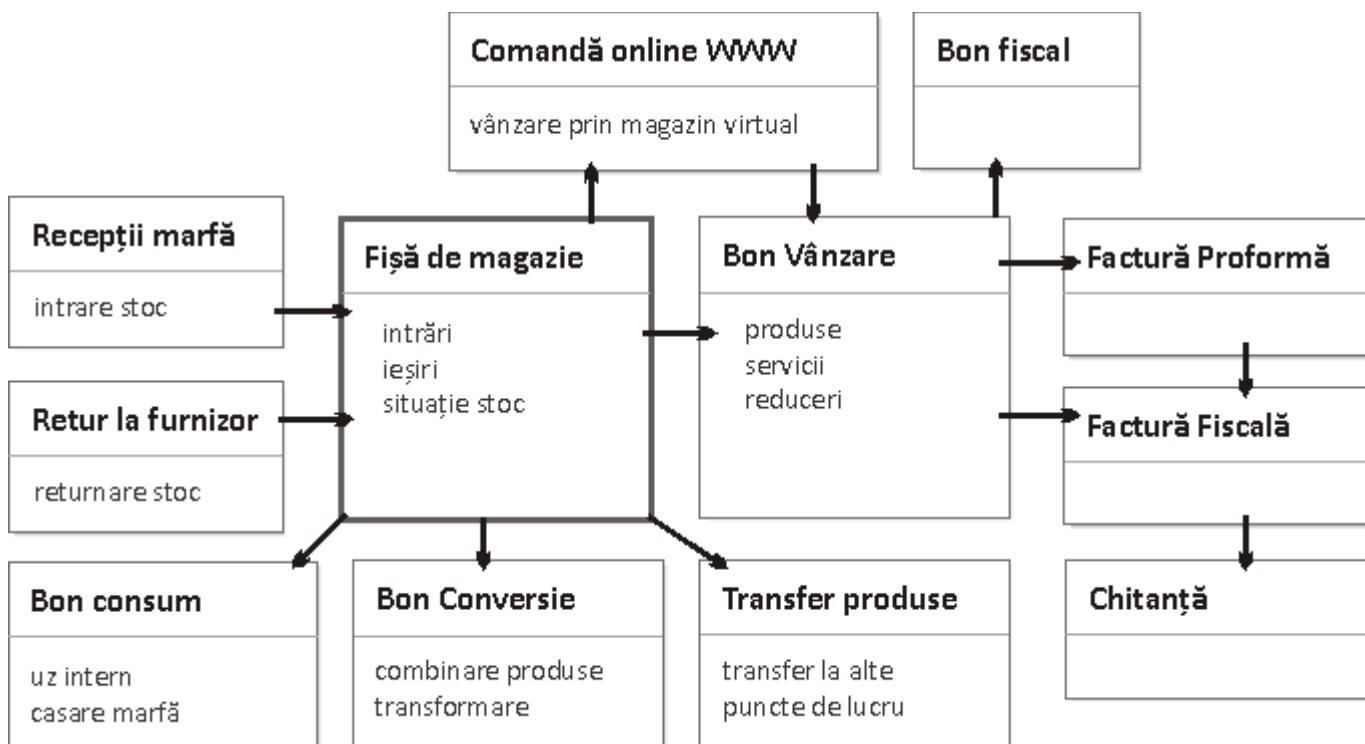 Comandă online WWW
vânzare prin magazin virtual
Bon fiscal
Recepții marfă
intrare stoc
Fișă de magazie
intrări
ieșiri
situație stoc
Bon Vânzare
produse
servicii
reduceri
Factură Proformă
Retur la furnizor
returnare stoc
Factură Fiscală
Bon consum
uz intern
casare marfă
Bon Conversie
combinare produse
transformare
Transfer produse
transfer la alte
puncte de lucru
Chitanță